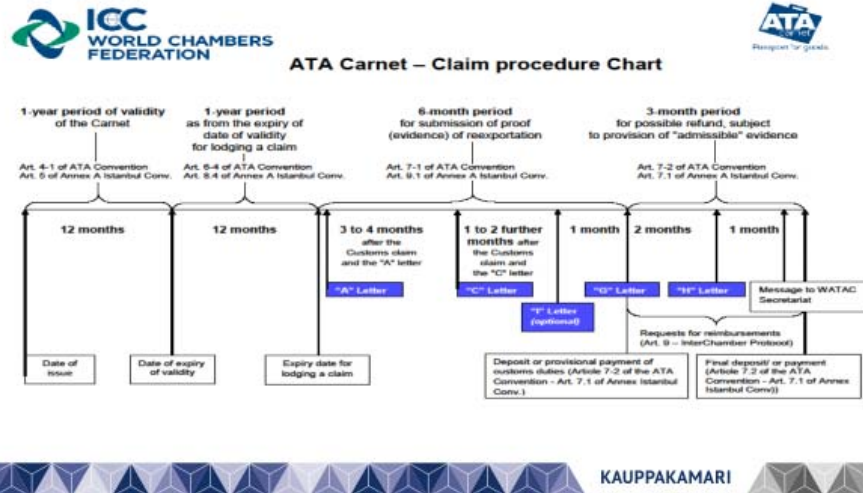 ICC
WORLD CHAMBERS
FEDERATION
ATA
carnet
Passport for goods
ATA Carnet – Claim procedure Chart
1-year period of validity
of the Carnet
Art. 4-1 of ATA Convention
Art. 5 of Annex A Istanbul Conv.
1-year period
as from the expiry of
date of validity
for lodging a claim
Art. 6-4 of ATA Convention
Art. 8.4 of Annex A Istanbul Conv.
6-month period
for submission of proof
(evidence) of reexportation
Art. 7-1 of ATA Convention
Art. 9.1 of Annex A Istanbul Conv.
3-month period
for possible refund, subject
to provision of "admissible" evidence
Art. 7-2 of ATA Convention
Art. 7.1 of Annex A Istanbul Conv.
12 months
12 months
3 to 4 months
after the
Customs claim
and the "A" letter
1 to 2 further
months after
the Customs
claim and
the "C" letter
1 month
2 months
1 month
"A" Letter
"C" Letter
"I" Letter
(optional)
"G" Letter
"H" Letter
Message to WATAC
Secretariat
Requests for reimbursements
(Art. 9 – InterChamber Protocol)
Date of
issue
Date of expiry
of validity
Expiry date for
lodging a claim
Deposit or provisional payment of
customs duties (Article 7-2 of the ATA
Convention - Art. 7.1 of Annex Istanbul
Conv.)
Final deposit/ or payment
(Article 7.2 of the ATA
Convention - Art. 7.1 of Annex
Istanbul Conv))
KAUPPAKAMARI